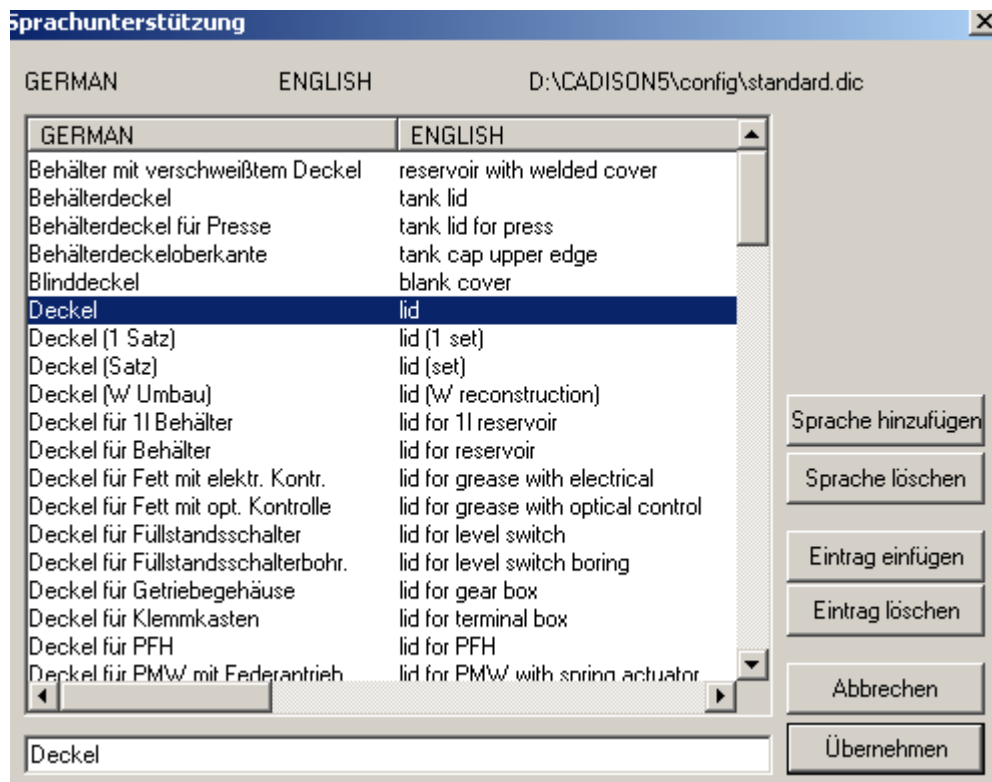 Sprachunterstützung
GERMAN ENGLISH D:\CADISON5\config\standard.dic
GERMAN ENGLISH
Behälter mit verschweißtem Deckel reservoir with welded cover
Behälterdeckel tank lid
Behälterdeckel für Presse tank lid for press
Behälterdeckeloberkante tank cap upper edge
Blinddeckel blank cover
Deckel lid
Deckel (1 Satz) lid (1 set)
Deckel (Satz) lid (set)
Deckel (W Umbau) lid (W reconstruction)
Deckel für 1l Behälter lid for 1l reservoir
Deckel für Behälter lid for reservoir
Deckel für Fett mit elektr. Kontr. lid for grease with electrical
Deckel für Fett mit opt. Kontrolle lid for grease with optical control
Deckel für Füllstandsschalter lid for level switch
Deckel für Füllstandsschalterbohr. lid for level switch boring
Deckel für Getriebegehäuse lid for gear box
Deckel für Klemmkasten lid for terminal box
Deckel für PFH lid for PFH
Deckel für PMW mit Federantrieb lid for PMW with spring actuator
Sprache hinzufügen
Sprache löschen
Eintrag einfügen
Eintrag löschen
Abbrechen
Deckel
Übernehmen